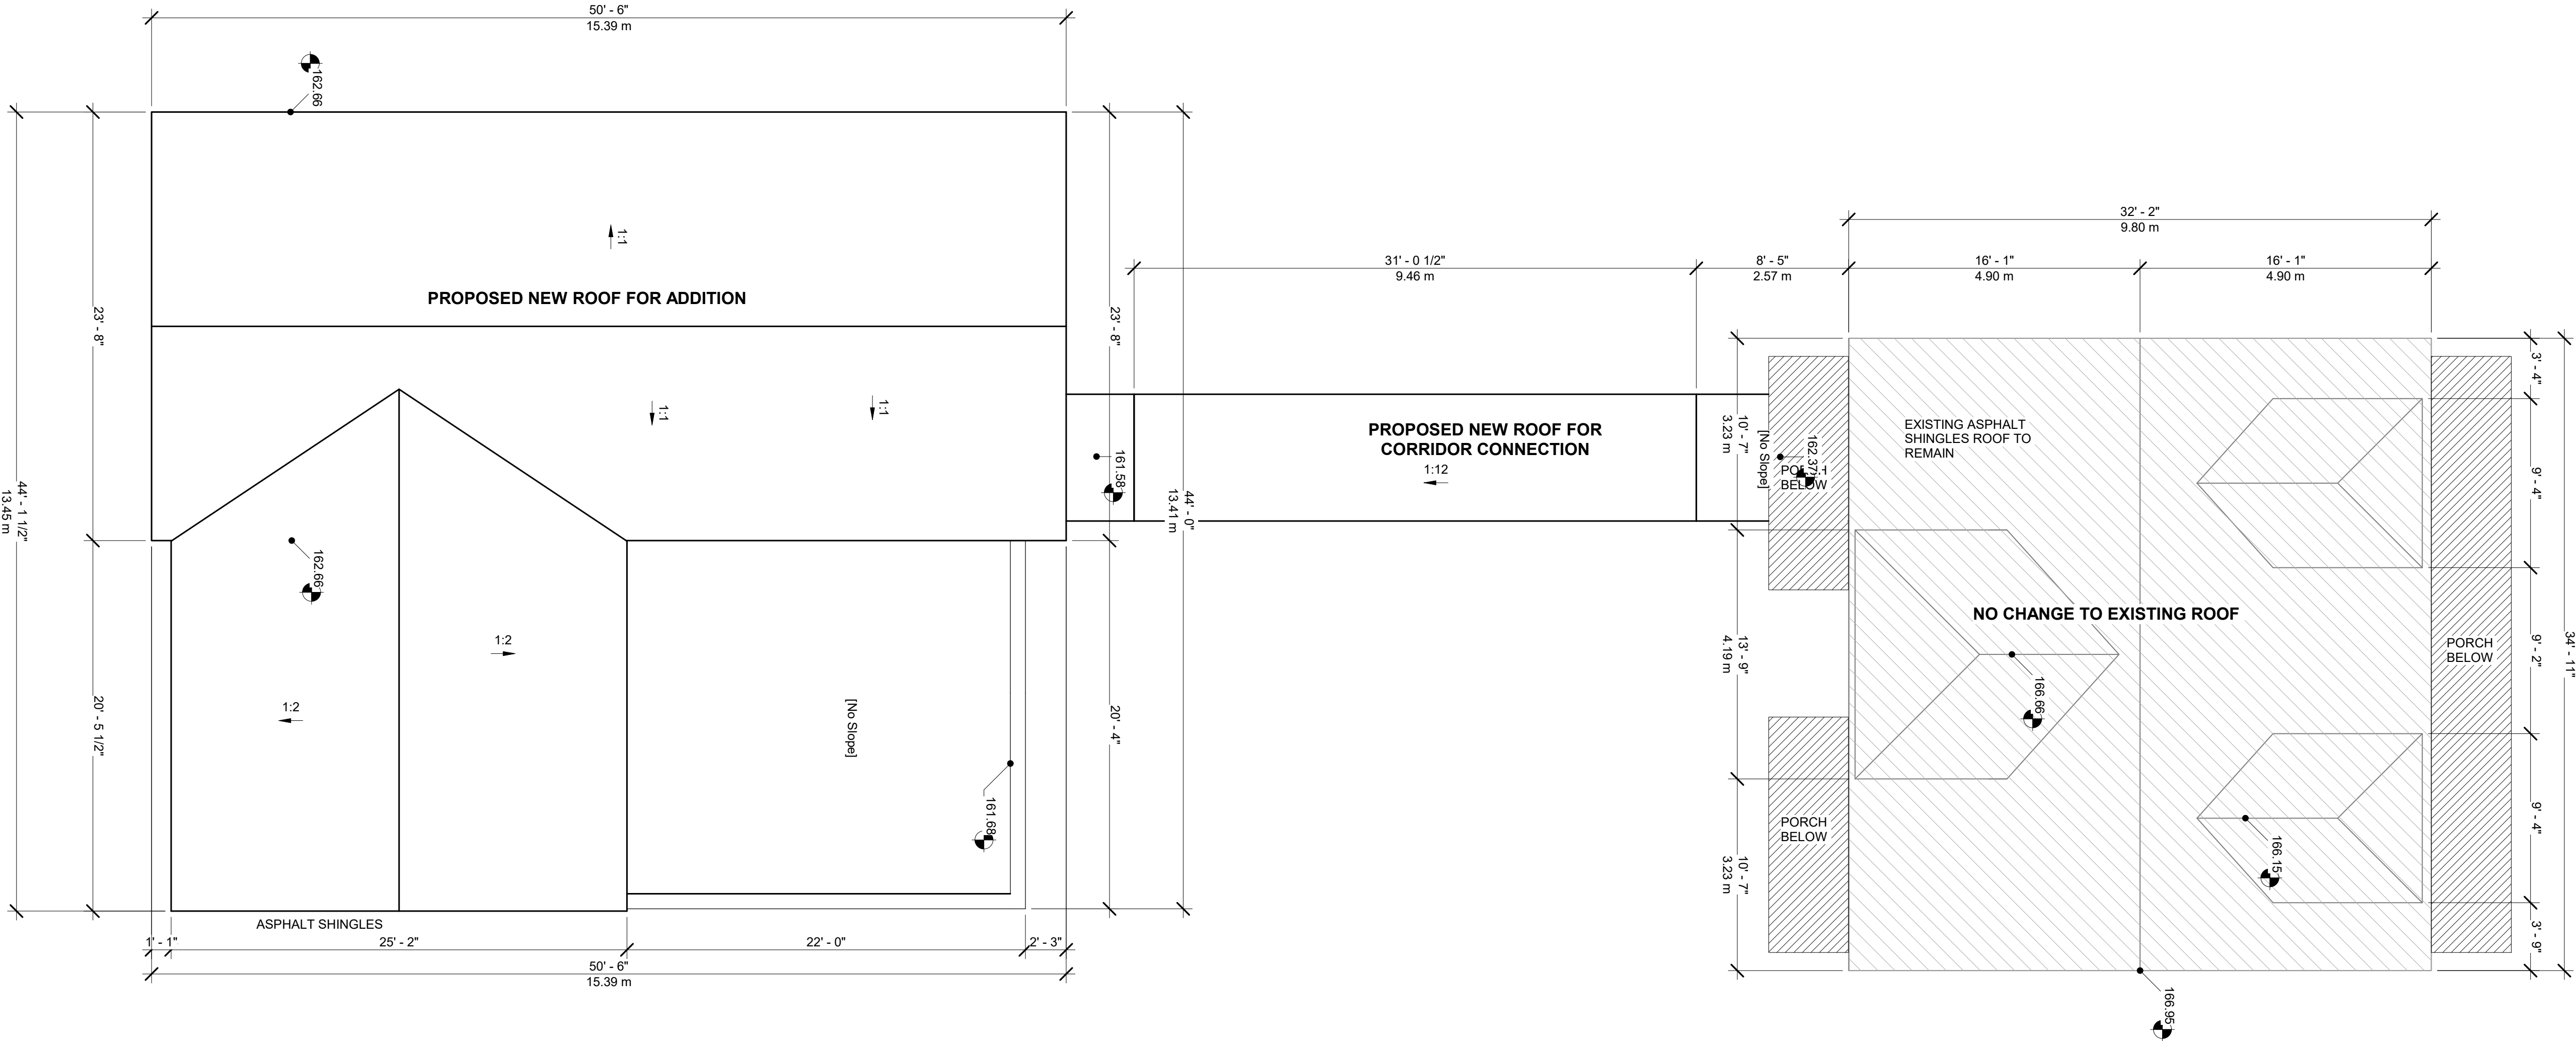 50' - 6"
15.39 m
162.66
1:1
PROPOSED NEW ROOF FOR ADDITION
1:1
1:1
23' - 8"
20' - 5 1/2"
44' - 1 1/2"
13.45 m
162.66
1:2
1:2
[No Slope]
161.68
ASPHALT SHINGLES
1' - 1"
25' - 2"
22' - 0"
2' - 3"
50' - 6"
15.39 m
23' - 8"
20' - 4"
44' - 0"
13.41 m
161.58
31' - 0 1/2"
9.46 m
8' - 5"
2.57 m
PROPOSED NEW ROOF FOR
CORRIDOR CONNECTION
1:12
[No Slope]
162.37
PORCH
BELOW
10' - 7"
3.23 m
13' - 9"
4.19 m
10' - 7"
3.23 m
PORCH
BELOW
32' - 2"
9.80 m
16' - 1"
4.90 m
16' - 1"
4.90 m
EXISTING ASPHALT
SHINGLES ROOF TO
REMAIN
NO CHANGE TO EXISTING ROOF
166.66
166.15
166.95
PORCH
BELOW
3' - 4"
9' - 4"
9' - 2"
9' - 4"
3' - 9"
34' - 11"